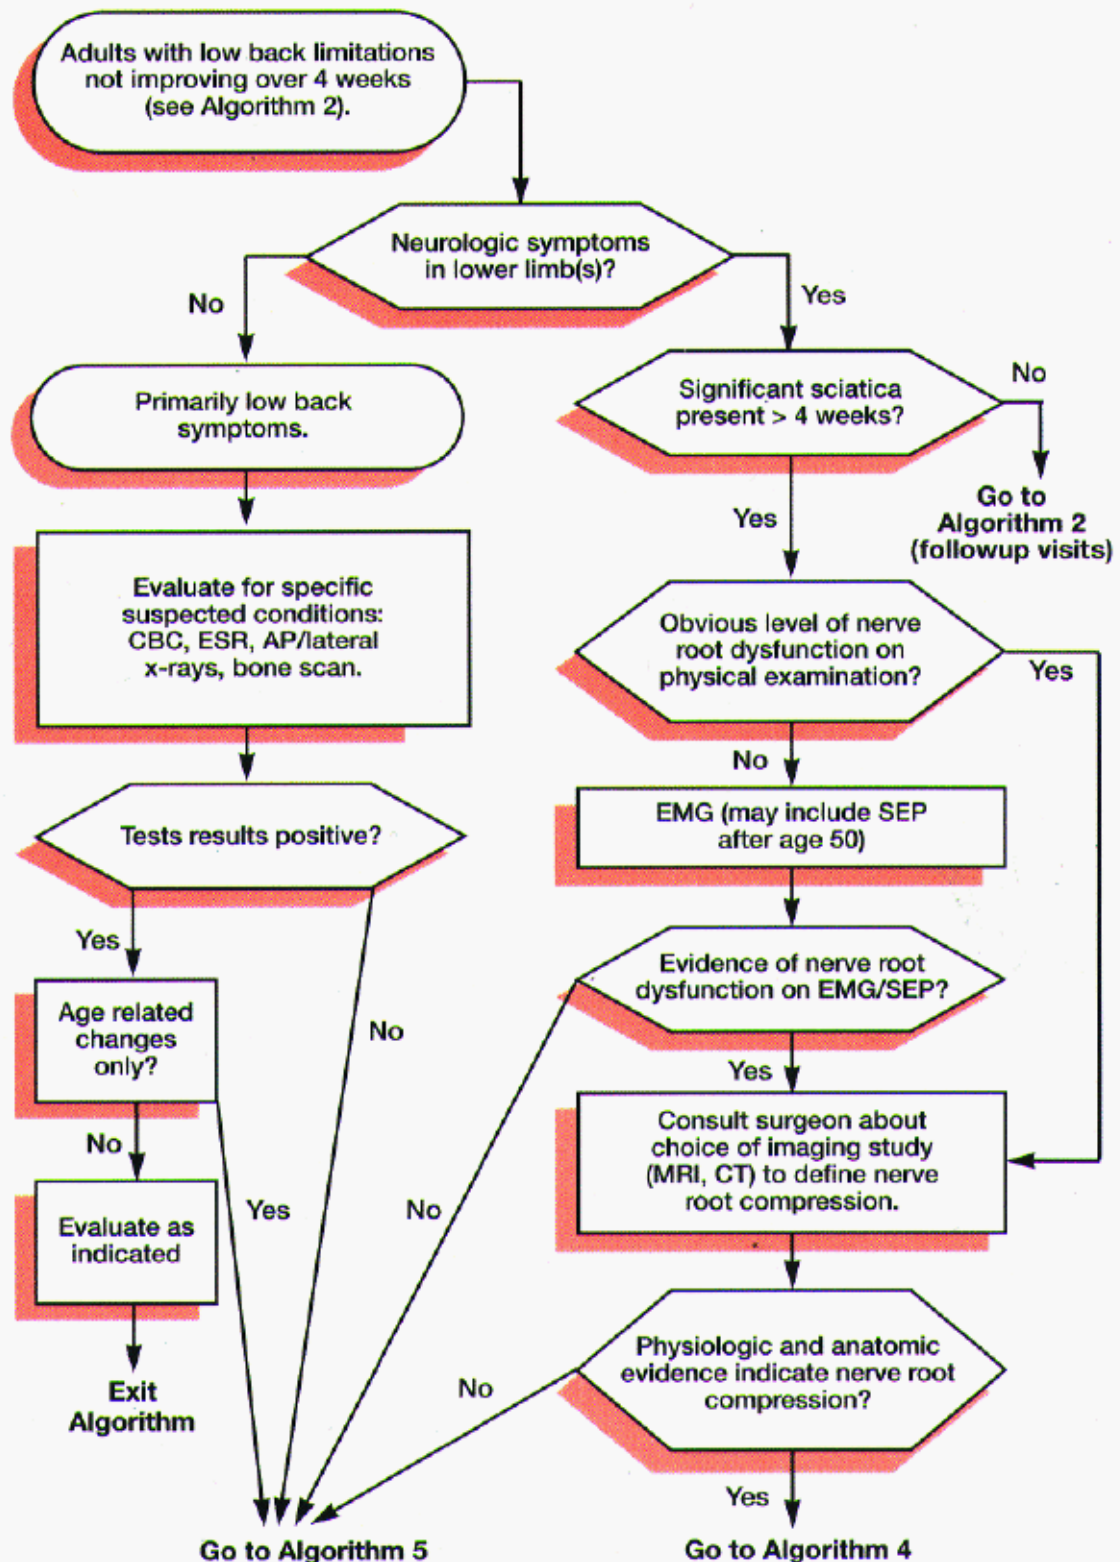 Adults with low back limitations
not improving over 4 weeks
(see Algorithm 2).
Neurologic symptoms
in lower limb(s)?
No
Yes
Primarily low back
symptoms.
Significant sciatica
present > 4 weeks?
No
Go to
Algorithm 2
(followup visits)
Yes
Evaluate for specific
suspected conditions:
CBC, ESR, AP/lateral
x-rays, bone scan.
Obvious level of nerve
root dysfunction on
physical examination?
Yes
No
Tests results positive?
EMG (may include SEP
after age 50)
Yes
No
Age related
changes
only?
Evidence of nerve root
dysfunction on EMG/SEP?
No
Yes
No
Yes
Evaluate as
indicated
Consult surgeon about
choice of imaging study
(MRI, CT) to define nerve
root compression.
Exit
Algorithm
Physiologic and anatomic
evidence indicate nerve root
compression?
No
Yes
Go to Algorithm 5
Go to Algorithm 4